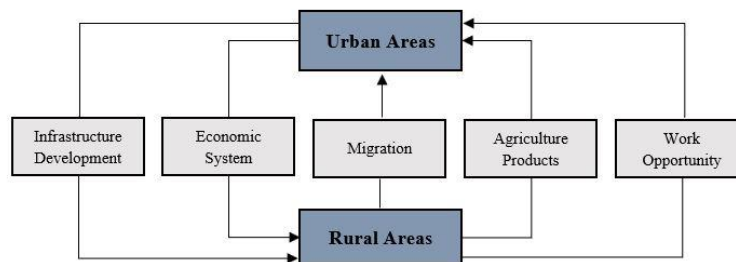 Urban Areas
Infrastructure
Development
Economic
System
Migration
Agriculture
Products
Work
Opportunity
Rural Areas